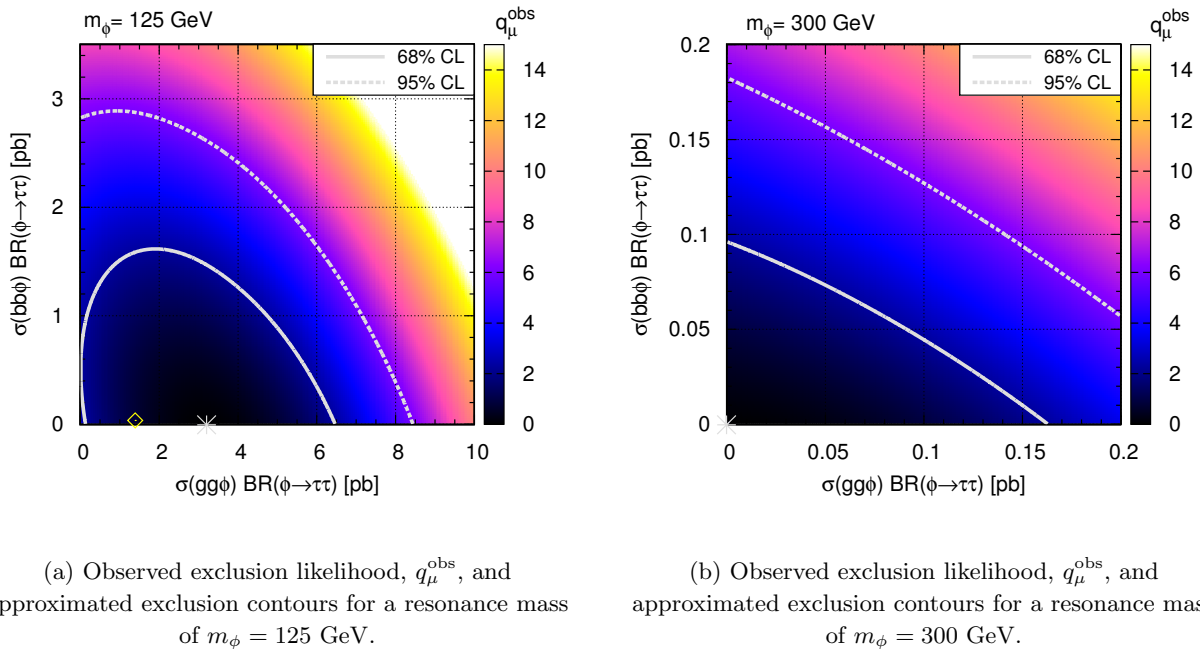 m_ϕ= 125 GeV
q_μ^obs
68% CL
95% CL
σ(bbϕ) BR(ϕ→ττ) [pb]
3
2
1
0
14
12
10
8
6
4
2
0
0 2 4 6 8 10
σ(ggϕ) BR(ϕ→ττ) [pb]
m_ϕ= 300 GeV
q_μ^obs
68% CL
95% CL
σ(bbϕ) BR(ϕ→ττ) [pb]
0.2
0.15
0.1
0.05
0
14
12
10
8
6
4
2
0
0 0.05 0.1 0.15 0.2
σ(ggϕ) BR(ϕ→ττ) [pb]
(a) Observed exclusion likelihood, q_μ^obs, and
pproximated exclusion contours for a resonance mass
of m_ϕ = 125 GeV.
(b) Observed exclusion likelihood, q_μ^obs, and
approximated exclusion contours for a resonance mas
of m_ϕ = 300 GeV.